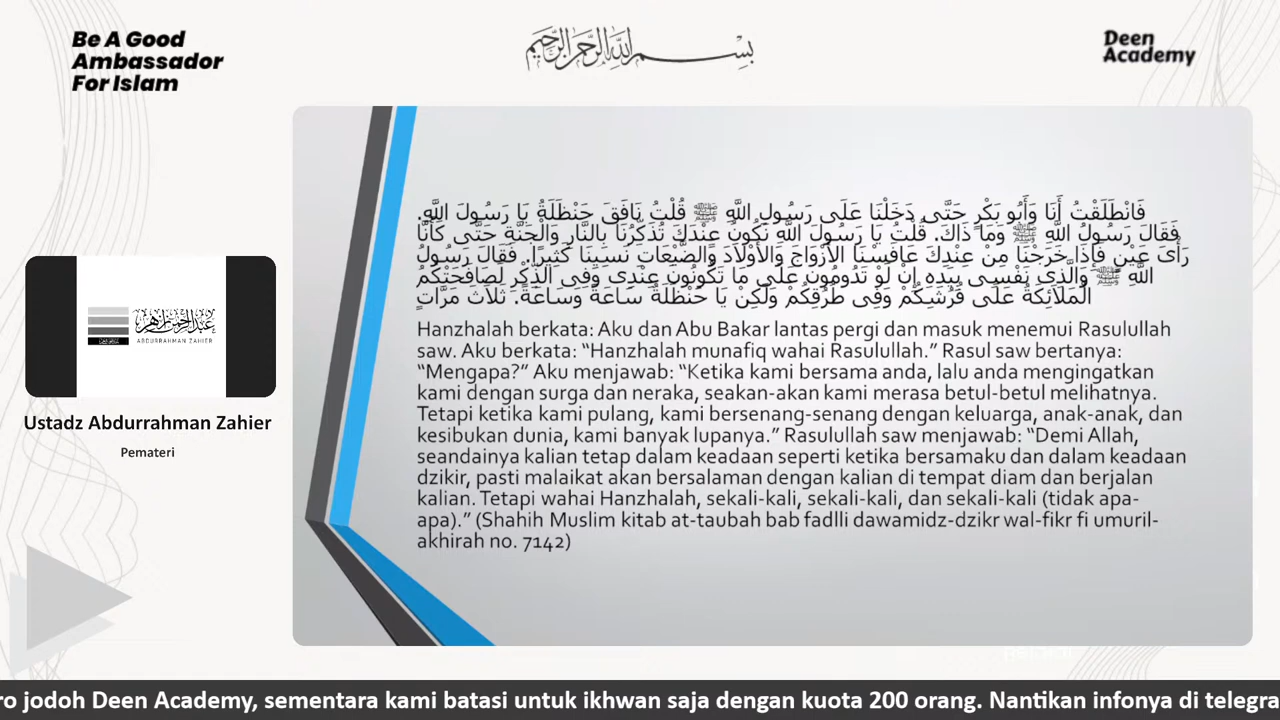 Be A Good
Ambassador
For Islam
بِسْمِ اللهِ الرَّحْمٰنِ الرَّحِيْمِ
Deen
Academy
فَانْطَلَقْتُ أَنَا وَأَبُو بَكْرٍ حَتَّى دَخَلْنَا عَلَى رَسُولِ اللَّهِ ﷺ قُلْتُ نَافَقَ حَنْظَلَةُ يَا رَسُولَ اللَّهِ.
فَقَالَ رَسُولُ اللَّهِ ﷺ وَمَا ذَاكَ. قُلْتُ يَا رَسُولَ اللَّهِ نَكُونُ عِنْدَكَ تُذَكِّرُنَا بِالنَّارِ وَالْجَنَّةِ حَتَّى كَأَنَّا
رَأْىَ عَيْنٍ فَإِذَا خَرَجْنَا مِنْ عِنْدِكَ عَافَسْنَا الأَزْوَاجَ وَالأَوْلاَدَ وَالضَّيْعَاتِ نَسِينَا كَثِيرًا. فَقَالَ رَسُولُ
اللَّهِ ﷺ وَالَّذِي نَفْسِى بِيَدِهِ إِنْ لَوْ تَدُومُونَ عَلَى مَا تَكُونُونَ عِنْدِى وَفِى الذِّكْرِ لَصَافَحَتْكُمُ
الْمَلاَئِكَةُ عَلَى فُرُشِكُمْ وَفِى طُرُقِكُمْ وَلَكِنْ يَا حَنْظَلَةُ سَاعَةً وَسَاعَةً. ثَلاَثَ مَرَّاتٍ
Hanzhalah berkata: Aku dan Abu Bakar lantas pergi dan masuk menemui Rasulullah
saw. Aku berkata: “Hanzhalah munafiq wahai Rasulullah.” Rasul saw bertanya:
“Mengapa?” Aku menjawab: “Ketika kami bersama anda, lalu anda mengingatkan
kami dengan surga dan neraka, seakan-akan kami merasa betul-betul melihatnya.
Tetapi ketika kami pulang, kami bersenang-senang dengan keluarga, anak-anak, dan
kesibukan dunia, kami banyak lupanya.” Rasulullah saw menjawab: “Demi Allah,
seandainya kalian tetap dalam keadaan seperti ketika bersamaku dan dalam keadaan
dzikir, pasti malaikat akan bersalaman dengan kalian di tempat diam dan berjalan
kalian. Tetapi wahai Hanzhalah, sekali-kali, sekali-kali, dan sekali-kali (tidak apa-
apa).” (Shahih Muslim kitab at-taubah bab fadlli dawamidz-dzikr wal-fikr fi umuril-
akhirah no. 7142)
عبدالرحمن زاهر
ABDURRAHMAN ZAHIER
Ustadz Abdurrahman Zahier
Pemateri
ro jodoh Deen Academy, sementara kami batasi untuk ikhwan saja dengan kuota 200 orang. Nantikan infonya di telegra